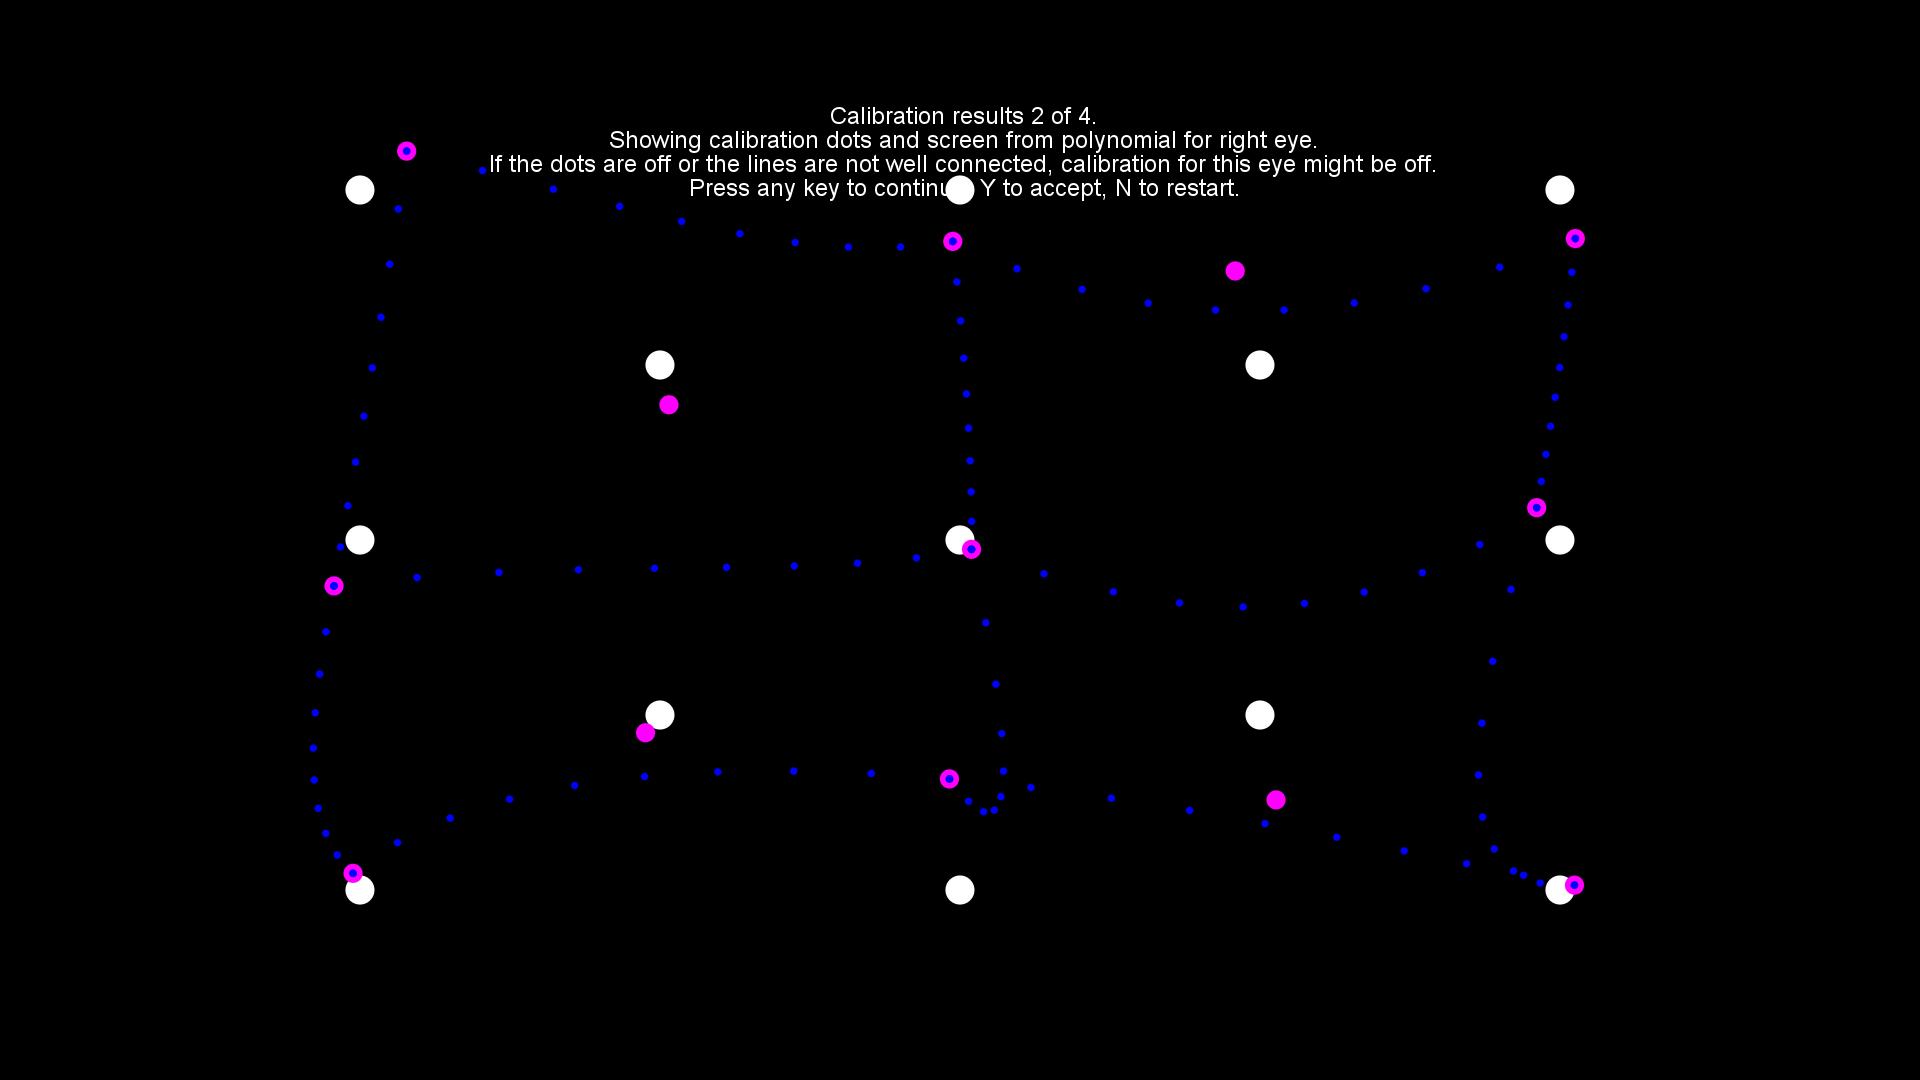 Calibration results 2 of 4.
Showing calibration dots and screen from polynomial for right eye.
If the dots are off or the lines are not well connected, calibration for this eye might be off.
Press any key to continu Y to accept, N to restart.